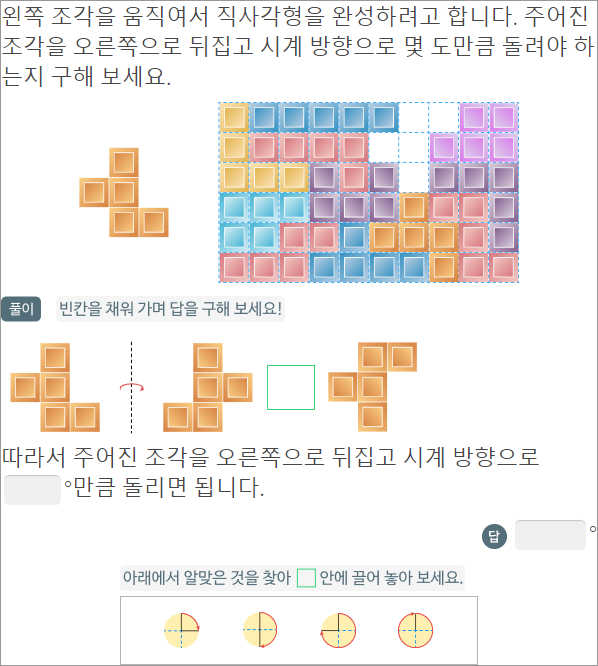 왼쪽 조각을 움직여서 직사각형을 완성하려고 합니다. 주어진
조각을 오른쪽으로 뒤집고 시계 방향으로 몇 도만큼 돌려야 하
는지 구해 보세요.
풀이 빈칸을 채워 가며 답을 구해 보세요!
따라서 주어진 조각을 오른쪽으로 뒤집고 시계 방향으로
°만큼 돌리면 됩니다.
답 °
아래에서 알맞은 것을 찾아 □ 안에 끌어 놓아 보세요.